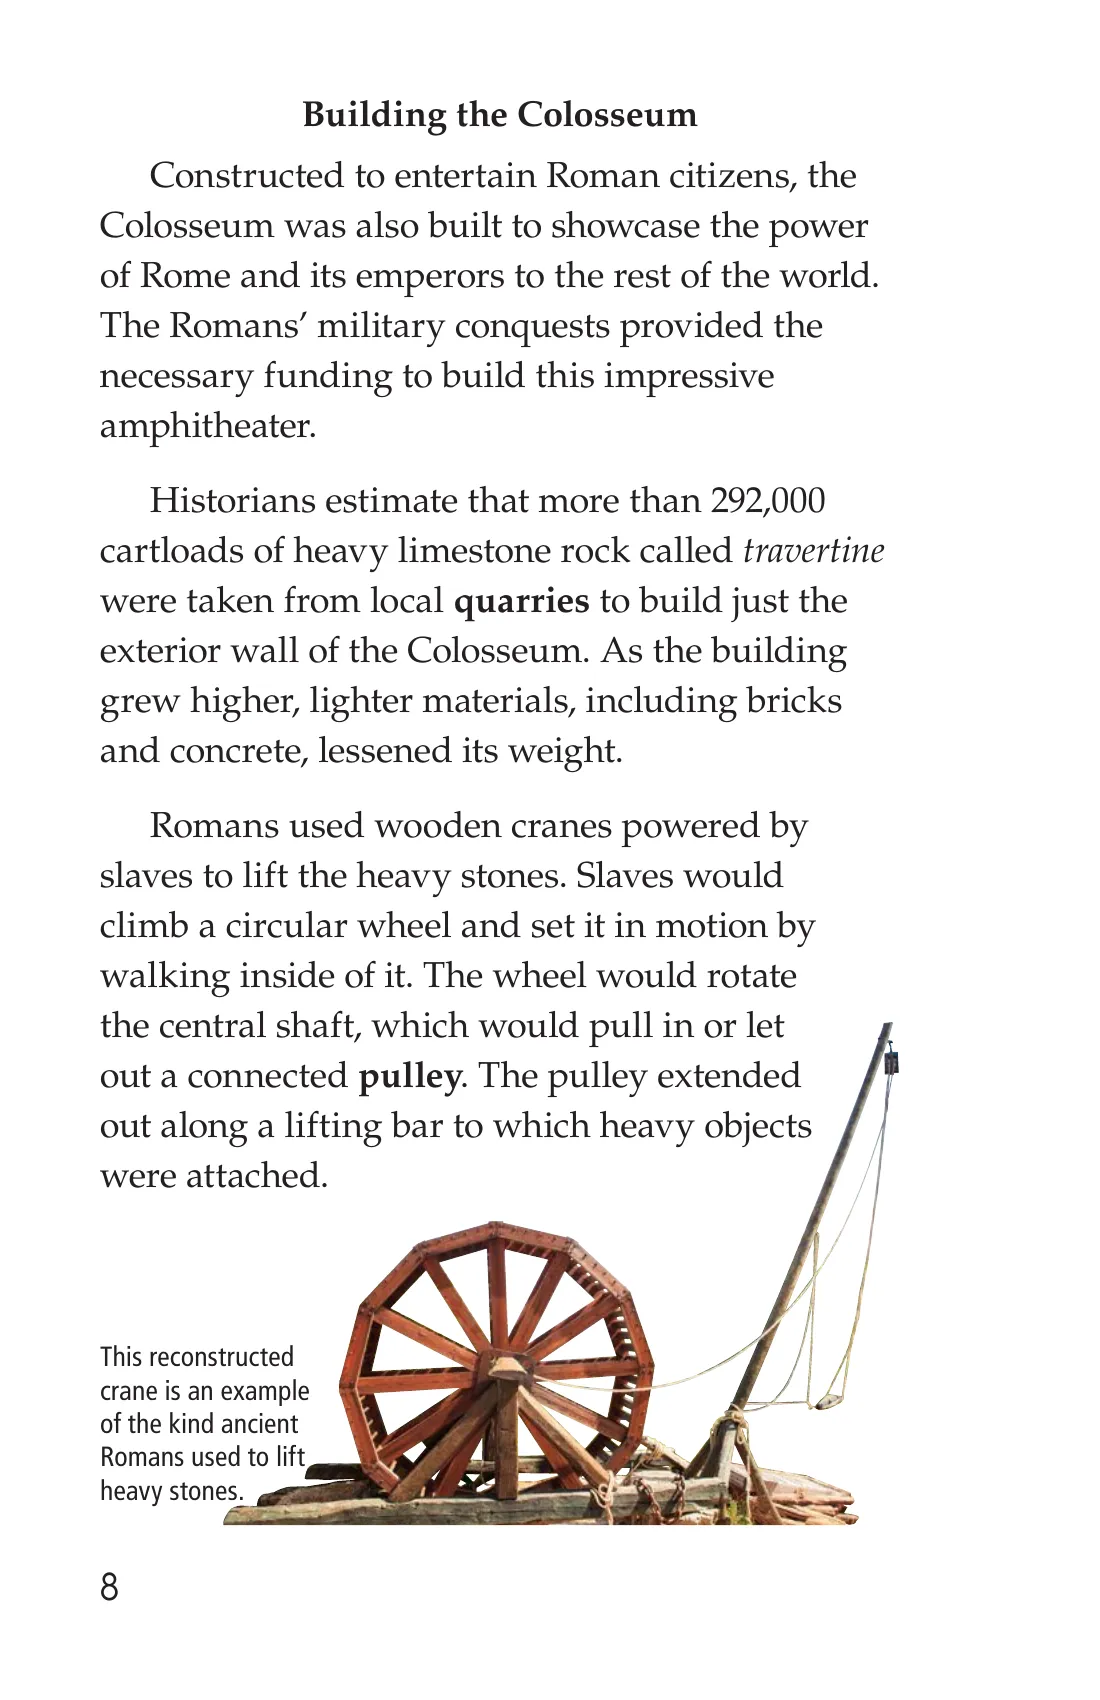 Building the Colosseum
Constructed to entertain Roman citizens, the
Colosseum was also built to showcase the power
of Rome and its emperors to the rest of the world.
The Romans’ military conquests provided the
necessary funding to build this impressive
amphitheater.
Historians estimate that more than 292,000
cartloads of heavy limestone rock called travertine
were taken from local quarries to build just the
exterior wall of the Colosseum. As the building
grew higher, lighter materials, including bricks
and concrete, lessened its weight.
Romans used wooden cranes powered by
slaves to lift the heavy stones. Slaves would
climb a circular wheel and set it in motion by
walking inside of it. The wheel would rotate
the central shaft, which would pull in or let
out a connected pulley. The pulley extended
out along a lifting bar to which heavy objects
were attached.
This reconstructed
crane is an example
of the kind ancient
Romans used to lift
heavy stones.
8